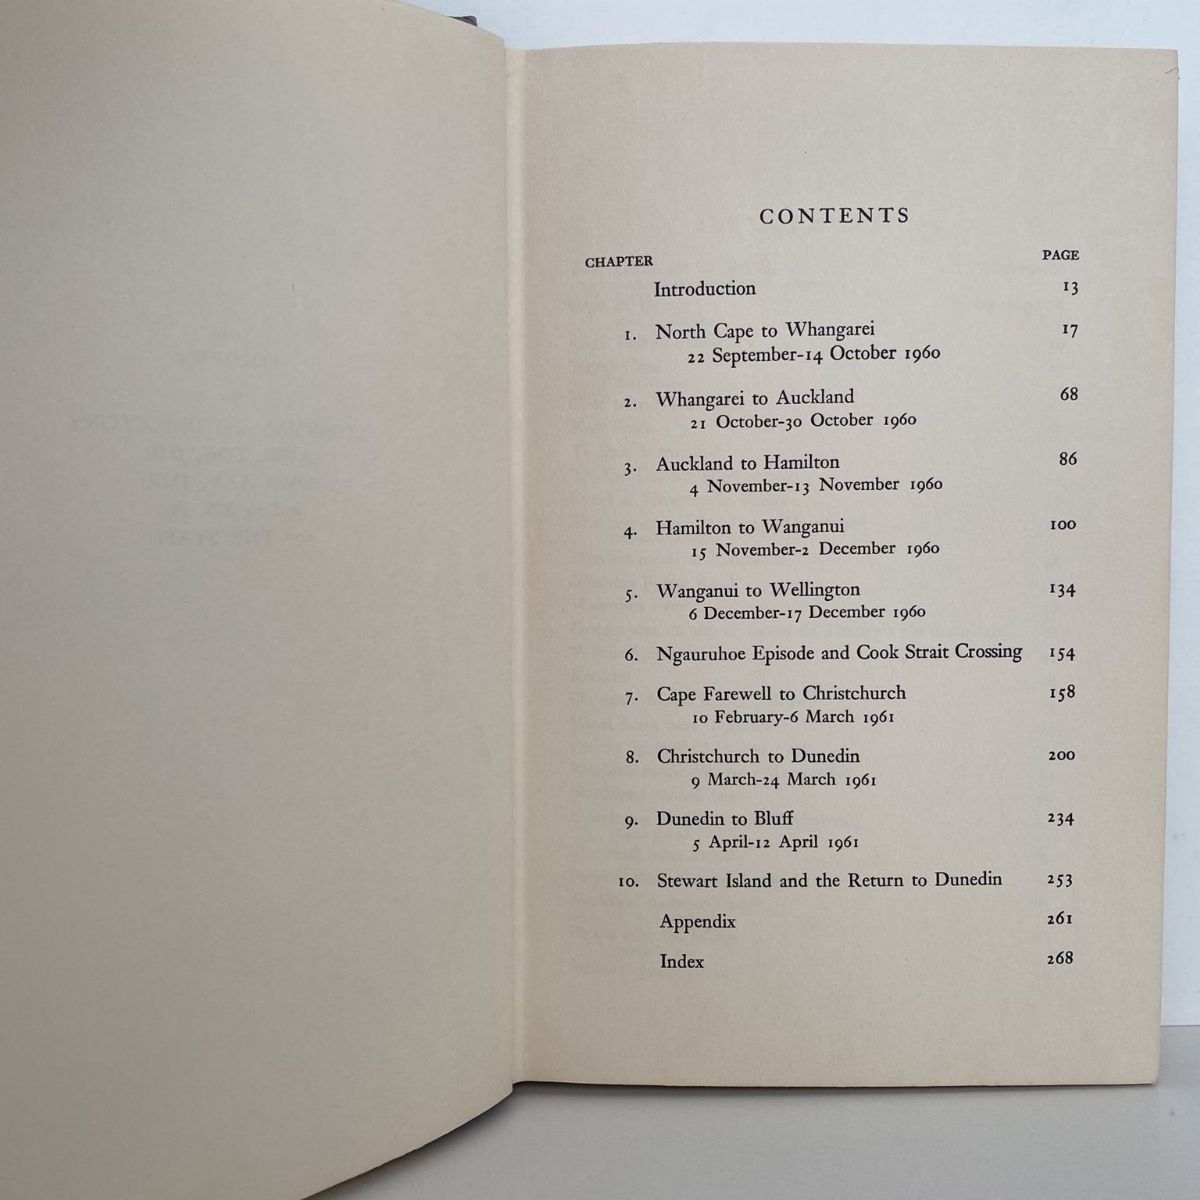 CONTENTS
CHAPTER PAGE
Introduction 13
1. North Cape to Whangarei 17
22 September-14 October 1960
2. Whangarei to Auckland 68
21 October-30 October 1960
3. Auckland to Hamilton 86
4 November-13 November 1960
4. Hamilton to Wanganui 100
15 November-2 December 1960
5. Wanganui to Wellington 134
6 December-17 December 1960
6. Ngauruhoe Episode and Cook Strait Crossing 154
7. Cape Farewell to Christchurch 158
10 February-6 March 1961
8. Christchurch to Dunedin 200
9 March-24 March 1961
9. Dunedin to Bluff 234
5 April-12 April 1961
10. Stewart Island and the Return to Dunedin 253
Appendix 261
Index 268